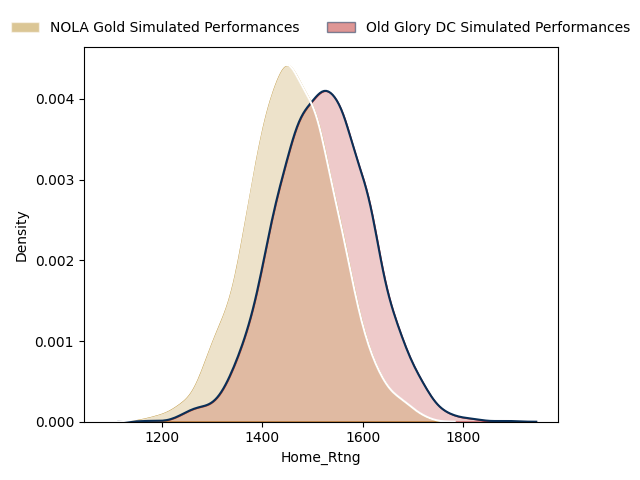 NOLA Gold Simulated Performances Old Glory DC Simulated Performances
0.004
0.003
0.002
0.001
0.000
Density
1200 1400 1600 1800
Home_Rtng